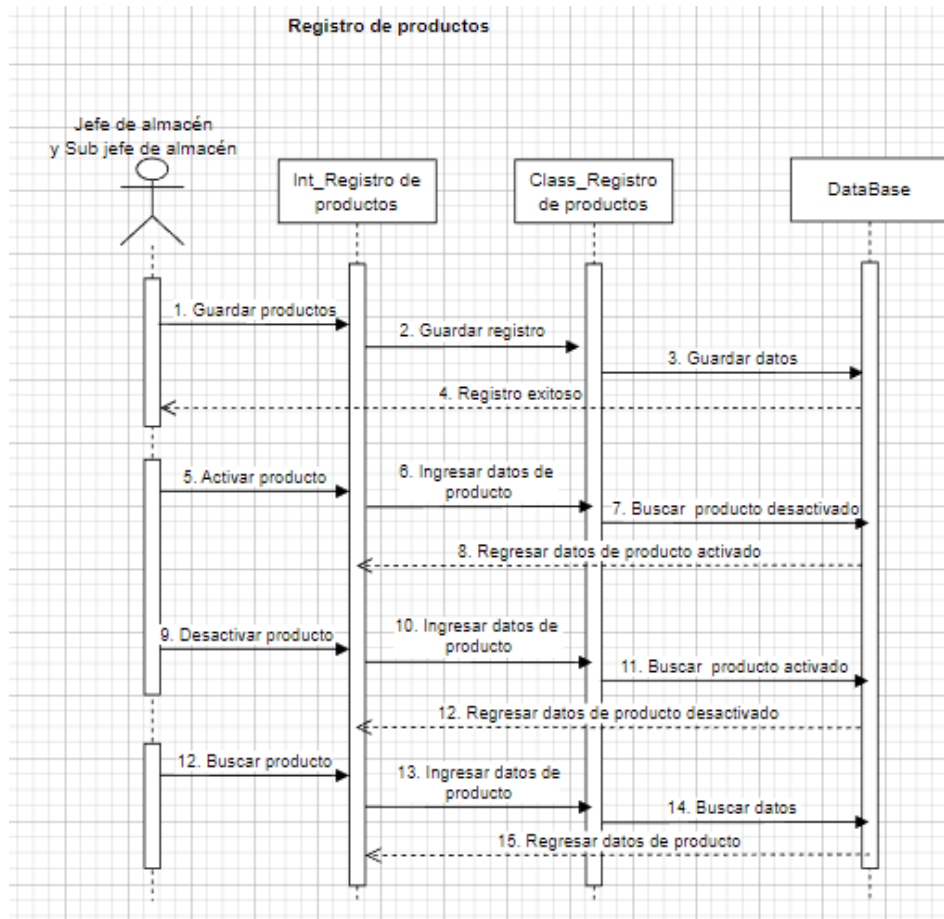 Registro de productos
Jefe de almacén
y Sub jefe de almacén
Int_Registro de
productos
Class_Registro
de productos
DataBase
1. Guardar productos
2. Guardar registro
3. Guardar datos
4. Registro exitoso
5. Activar producto
6. Ingresar datos de
producto
7. Buscar producto desactivado
8. Regresar datos de producto activado
9. Desactivar producto
10. Ingresar datos de
producto
11. Buscar producto activado
12. Regresar datos de producto desactivado
12. Buscar producto
13. Ingresar datos de
producto
14. Buscar datos
15. Regresar datos de producto